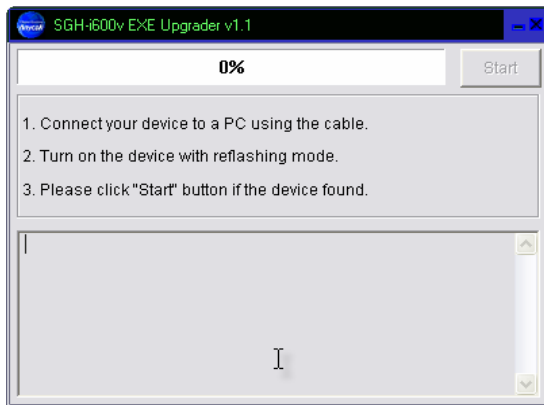 Anycall
SGH-i600v EXE Upgrader v1.1
0%
Start
1. Connect your device to a PC using the cable.
2. Turn on the device with reflashing mode.
3. Please click "Start" button if the device found.